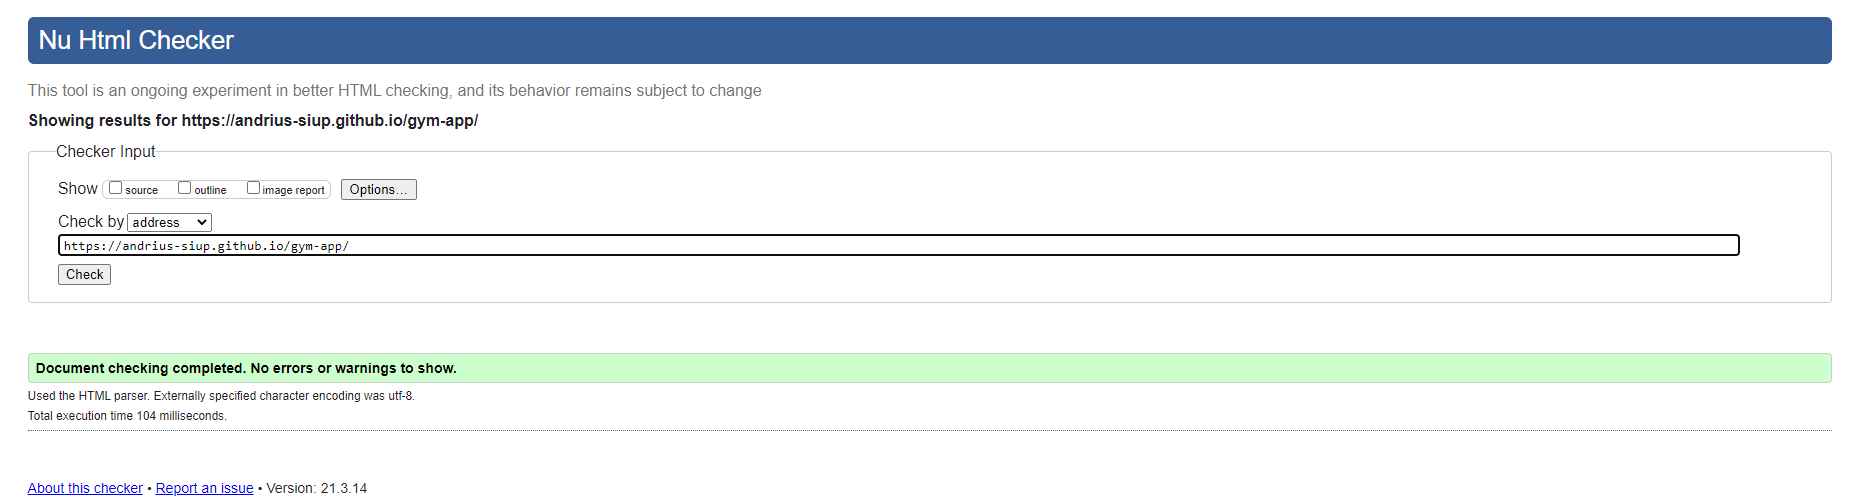 Nu Html Checker
This tool is an ongoing experiment in better HTML checking, and its behavior remains subject to change
Showing results for https://andrius-siup.github.io/gym-app/
Checker Input
Show source outline image report Options...
Check by address
https://andrius-siup.github.io/gym-app/
Check
Document checking completed. No errors or warnings to show.
Used the HTML parser. Externally specified character encoding was utf-8.
Total execution time 104 milliseconds.
About this checker • Report an issue • Version: 21.3.14